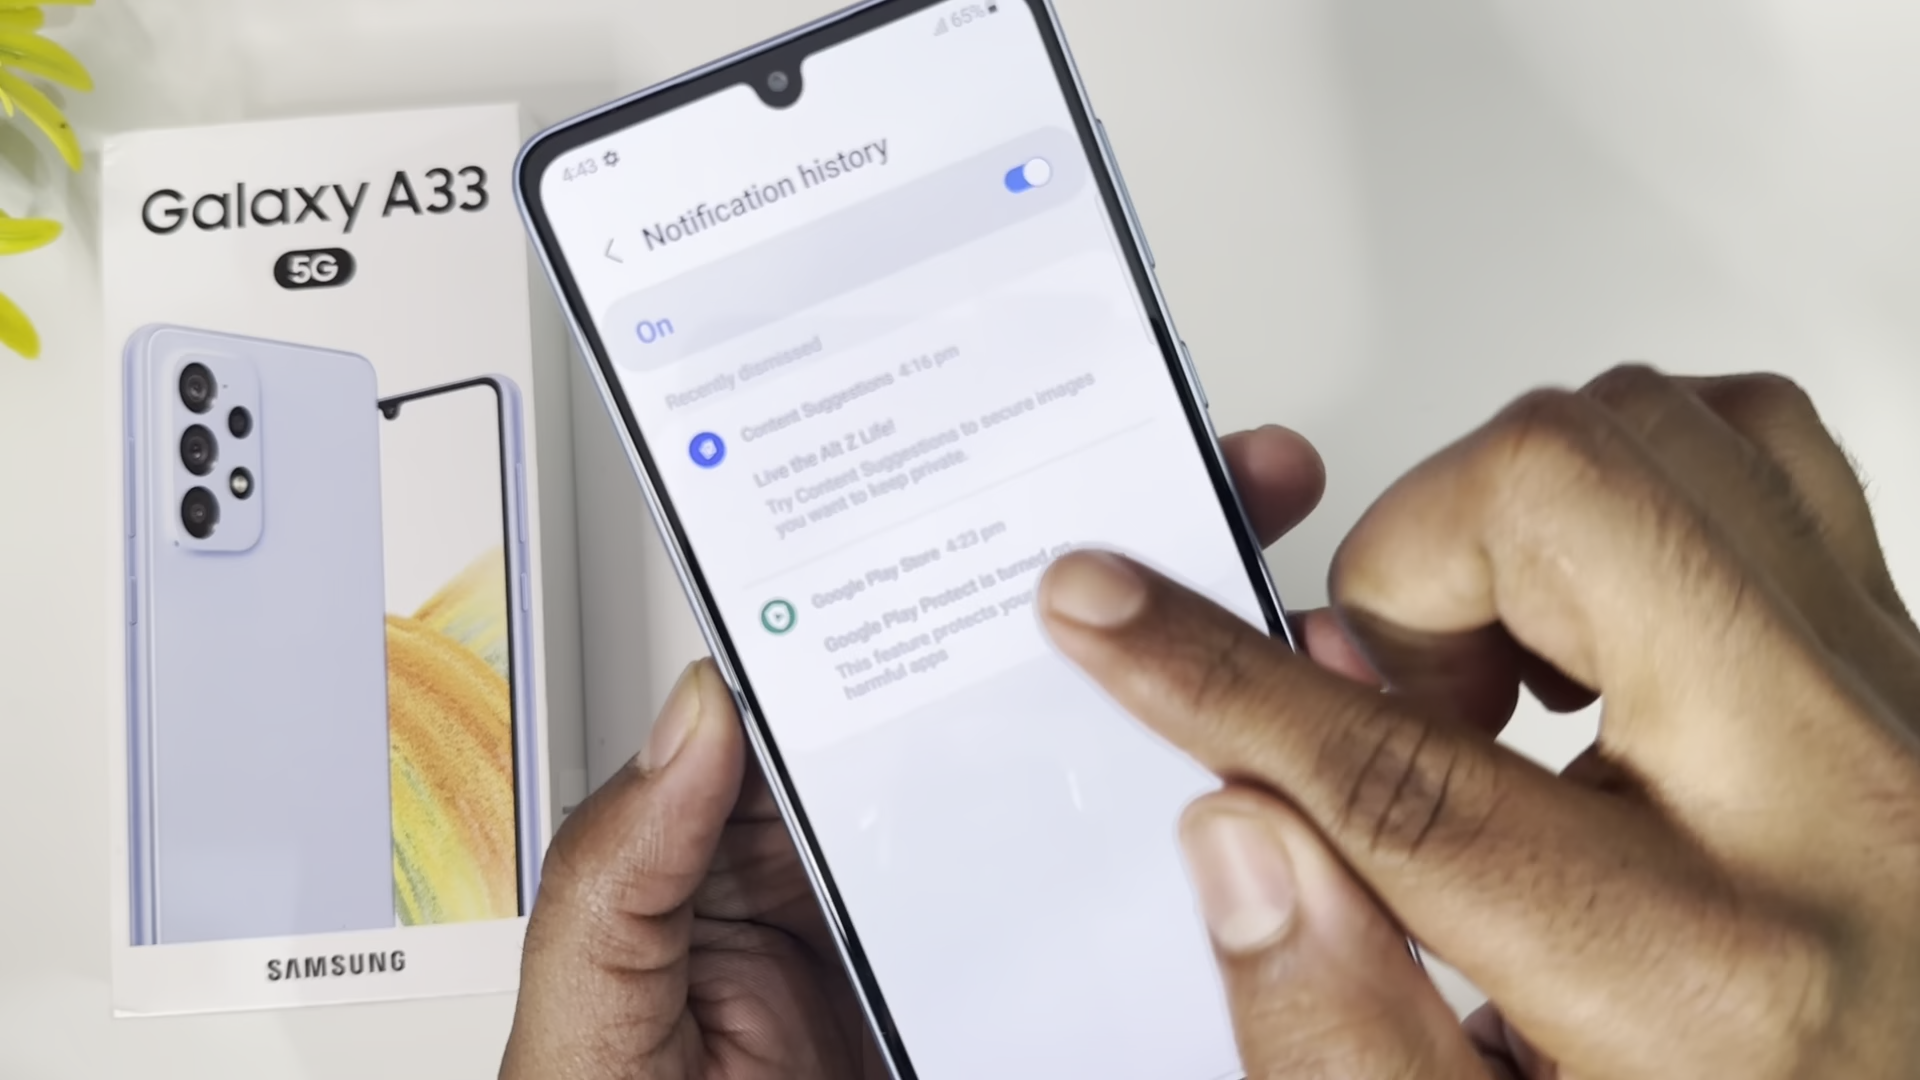 Galaxy A33
5G
SAMSUNG
4:43
65%
Notification history
On
Recently dismissed
Content Suggestions 4:16 pm
Live the Alt Z Life!
Try Content Suggestions to secure images
you want to keep private.
Google Play Store 4:23 pm
Google Play Protect is turned on
This feature protects your
harmful apps